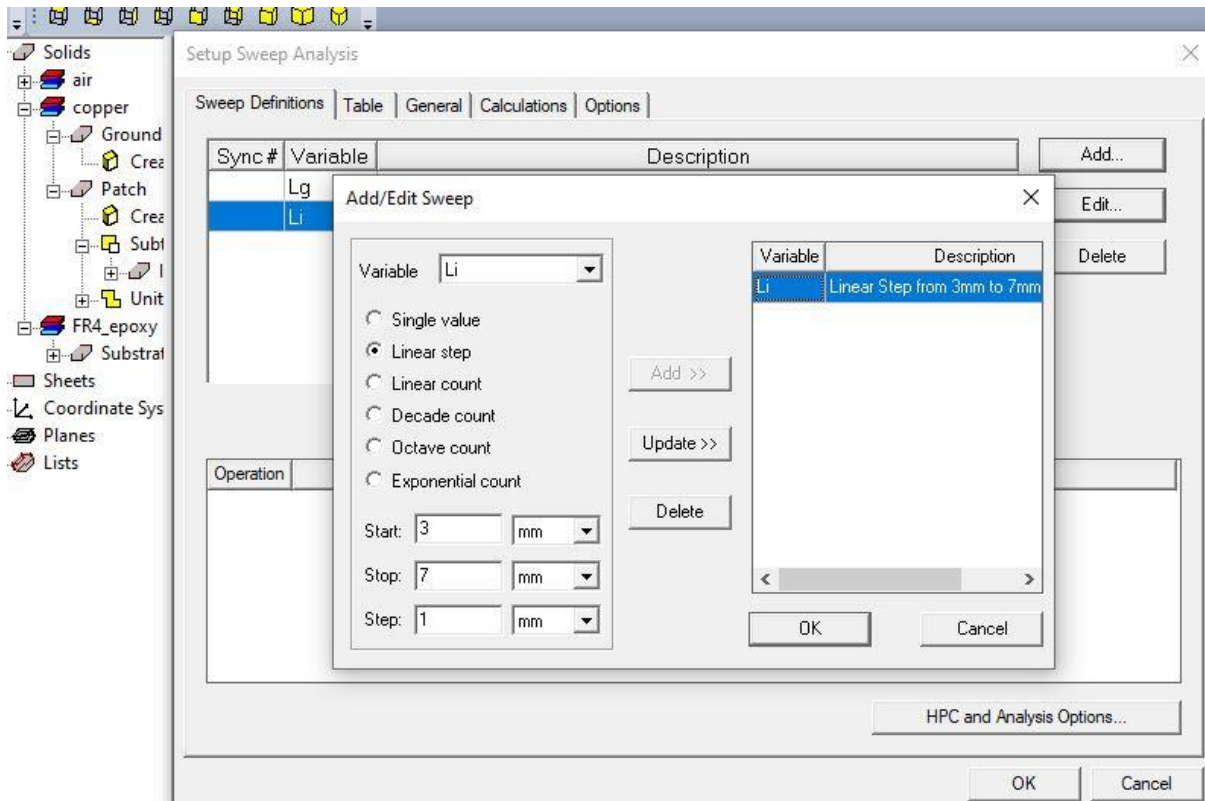 Solids
air
copper
Ground
Crea
Patch
Crea
Subt
I
Unit
FR4_epoxy
Substrat
Sheets
Coordinate Sys
Planes
Lists
Setup Sweep Analysis
Sweep Definitions Table General Calculations Options
Sync # Variable Description
Lg
Li
Add...
Edit...
Delete
Operation
Add/Edit Sweep
Variable Li
Single value
Linear step
Linear count
Decade count
Octave count
Exponential count
Start: 3 mm
Stop: 7 mm
Step: 1 mm
Add >>
Update >>
Delete
Variable Description
Li Linear Step from 3mm to 7mm
OK Cancel
HPC and Analysis Options...
OK Cancel